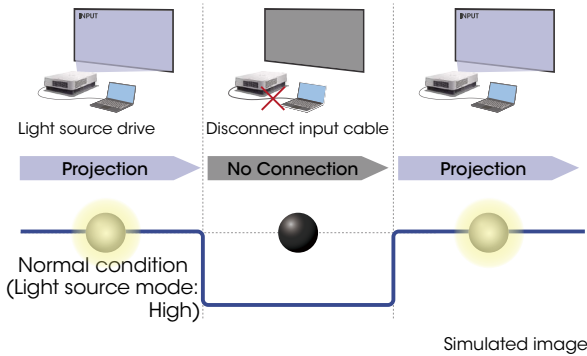 INPUT
INPUT
Light source drive
Disconnect input cable
Projection
No Connection
Projection
Normal condition
(Light source mode:
High)
Simulated image